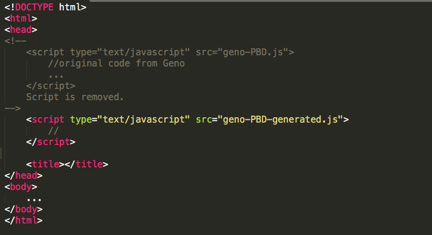 <!DOCTYPE html>
<html>
<head>
<!--
    <script type="text/javascript" src="geno-PBD.js">
        //original code from Geno
        ...
    </script>
    Script is removed.
-->
    <script type="text/javascript" src="geno-PBD-generated.js">
        //
    </script>
    <title></title>
</head>
<body>
    ...
</body>
</html>